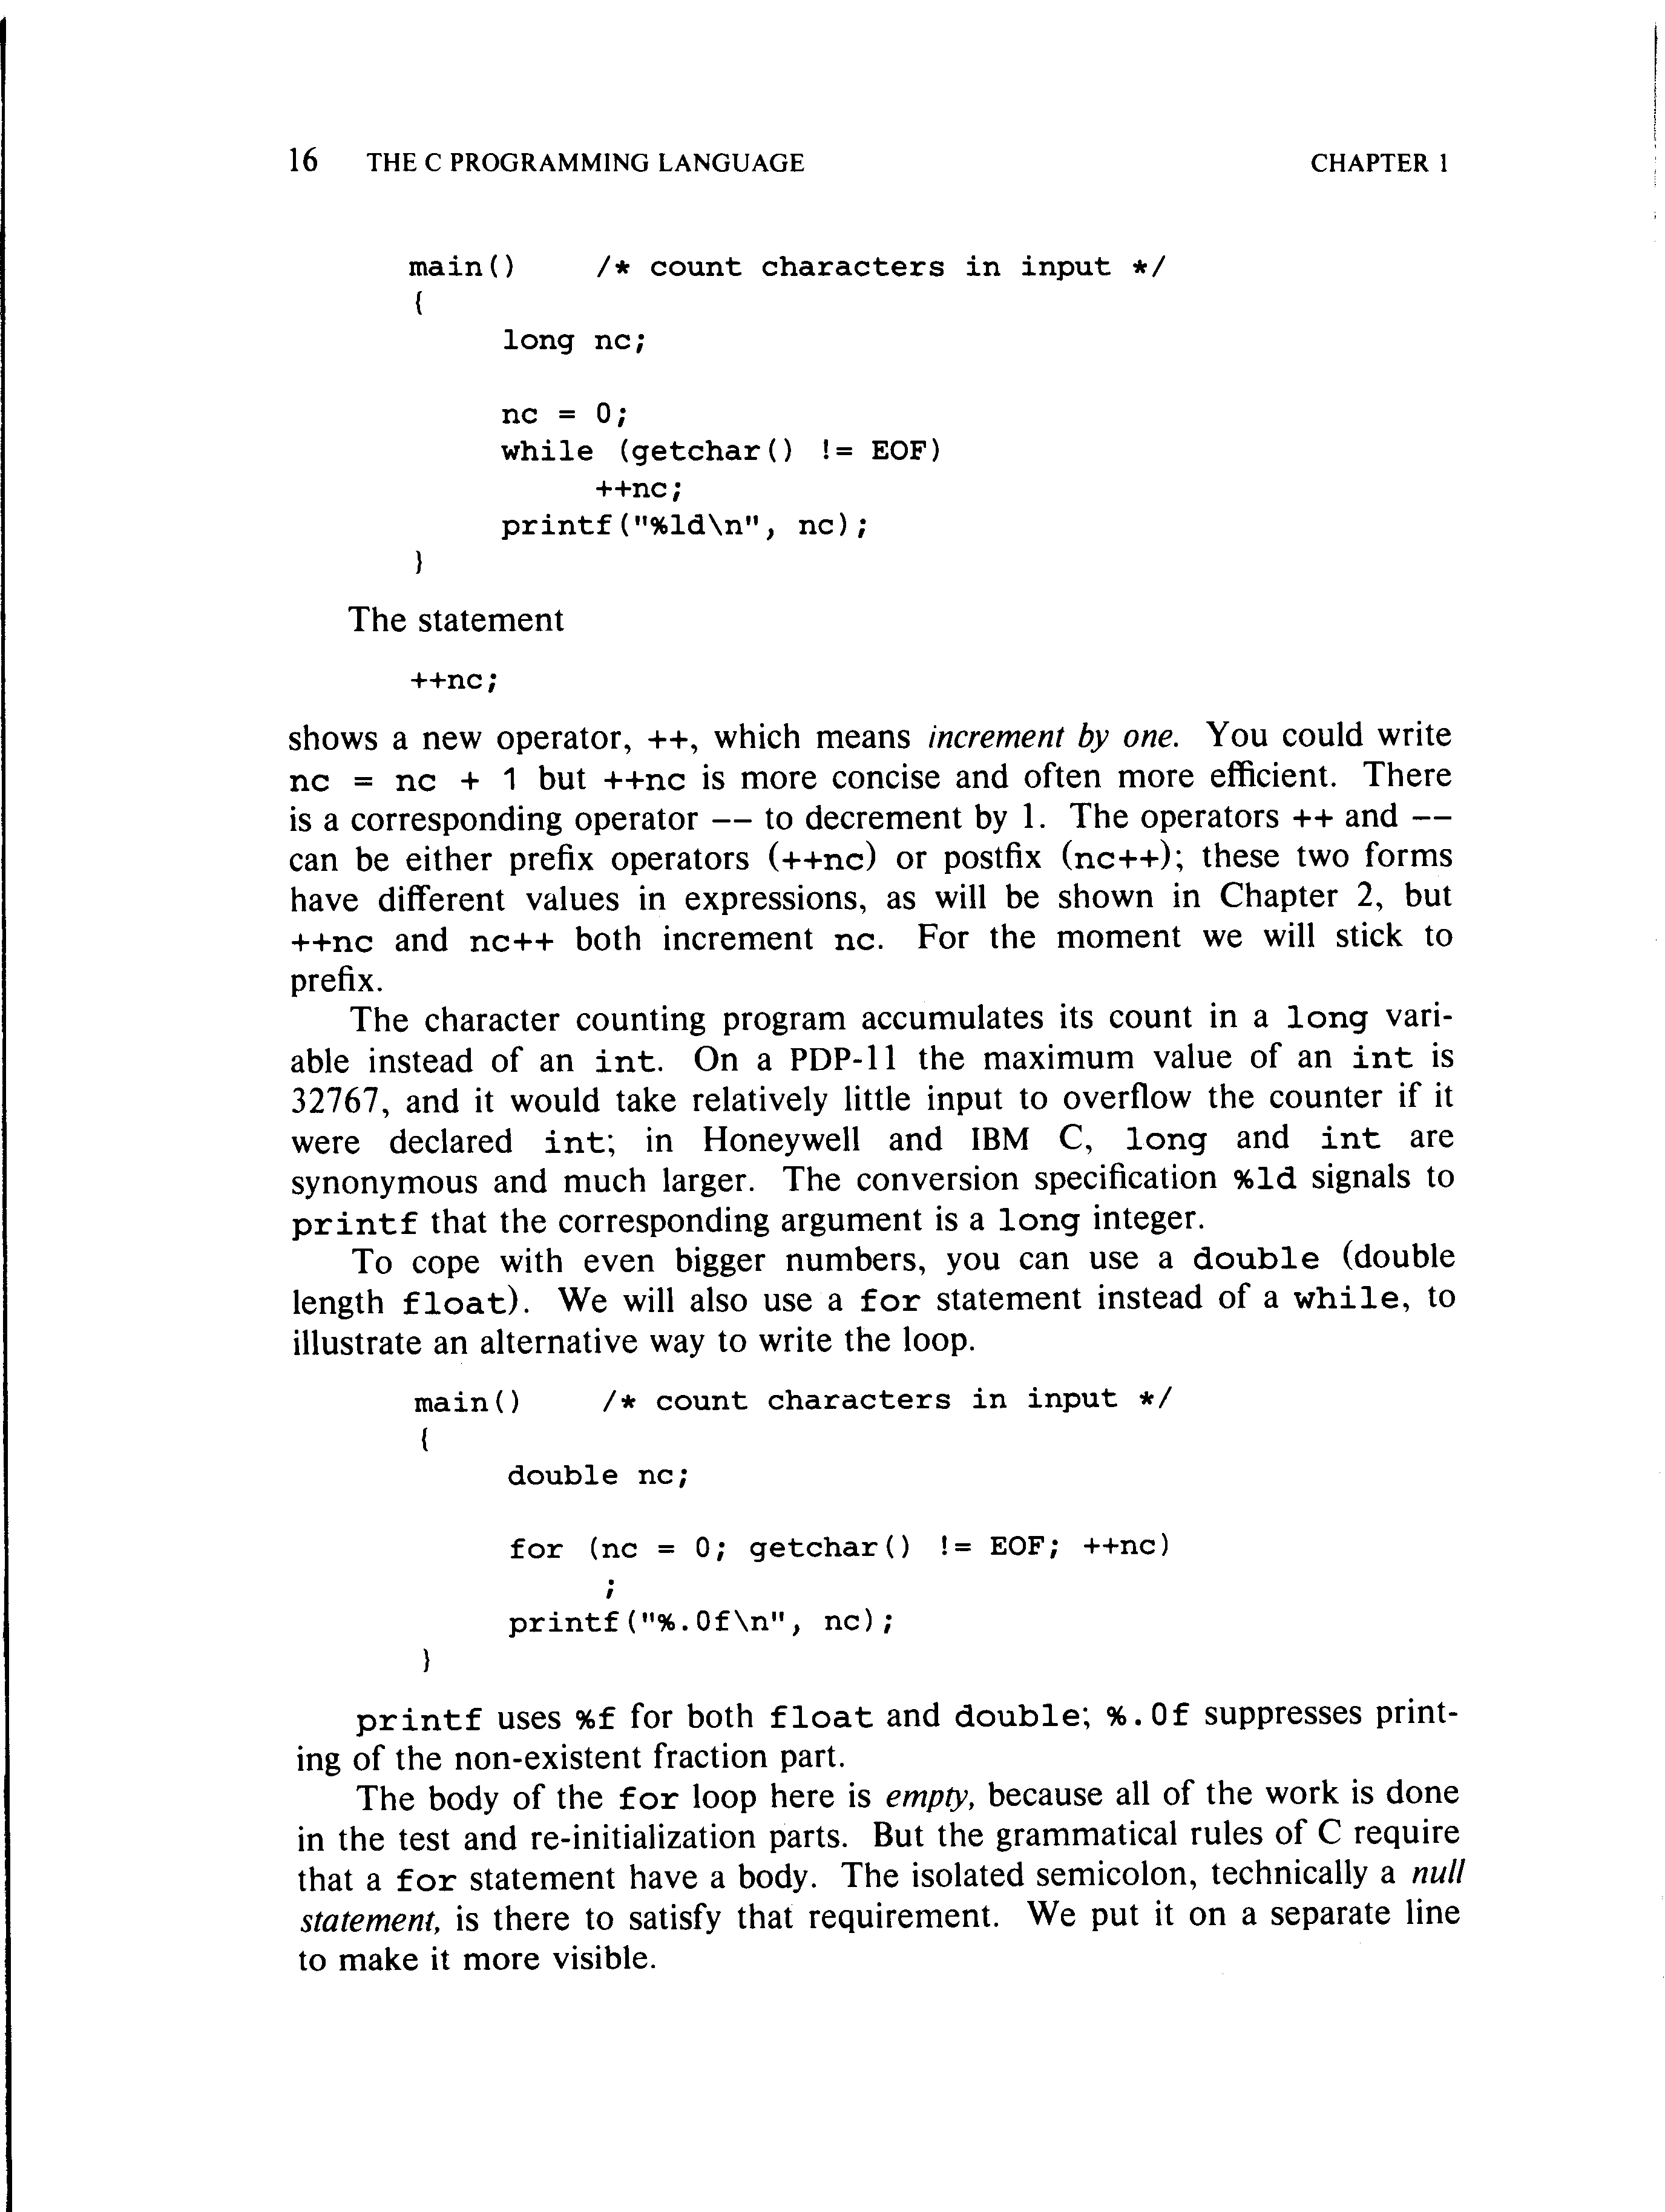 16 THE C PROGRAMMING LANGUAGE CHAPTER 1
main() /* count characters in input */
{
long nc;
nc = 0;
while (getchar() != EOF)
++nc;
printf("%ld\n", nc);
}
The statement
++nc;
shows a new operator, ++, which means increment by one. You could write
nc = nc + 1 but ++nc is more concise and often more efficient. There
is a corresponding operator -- to decrement by 1. The operators ++ and --
can be either prefix operators (++nc) or postfix (nc++); these two forms
have different values in expressions, as will be shown in Chapter 2, but
++nc and nc++ both increment nc. For the moment we will stick to
prefix.
The character counting program accumulates its count in a long vari-
able instead of an int. On a PDP-11 the maximum value of an int is
32767, and it would take relatively little input to overflow the counter if it
were declared int; in Honeywell and IBM C, long and int are
synonymous and much larger. The conversion specification %ld signals to
printf that the corresponding argument is a long integer.
To cope with even bigger numbers, you can use a double (double
length float). We will also use a for statement instead of a while, to
illustrate an alternative way to write the loop.
main() /* count characters in input */
{
double nc;
for (nc = 0; getchar() != EOF; ++nc)
;
printf("%.0f\n", nc);
}
printf uses %f for both float and double; %.0f suppresses print-
ing of the non-existent fraction part.
The body of the for loop here is empty, because all of the work is done
in the test and re-initialization parts. But the grammatical rules of C require
that a for statement have a body. The isolated semicolon, technically a null
statement, is there to satisfy that requirement. We put it on a separate line
to make it more visible.